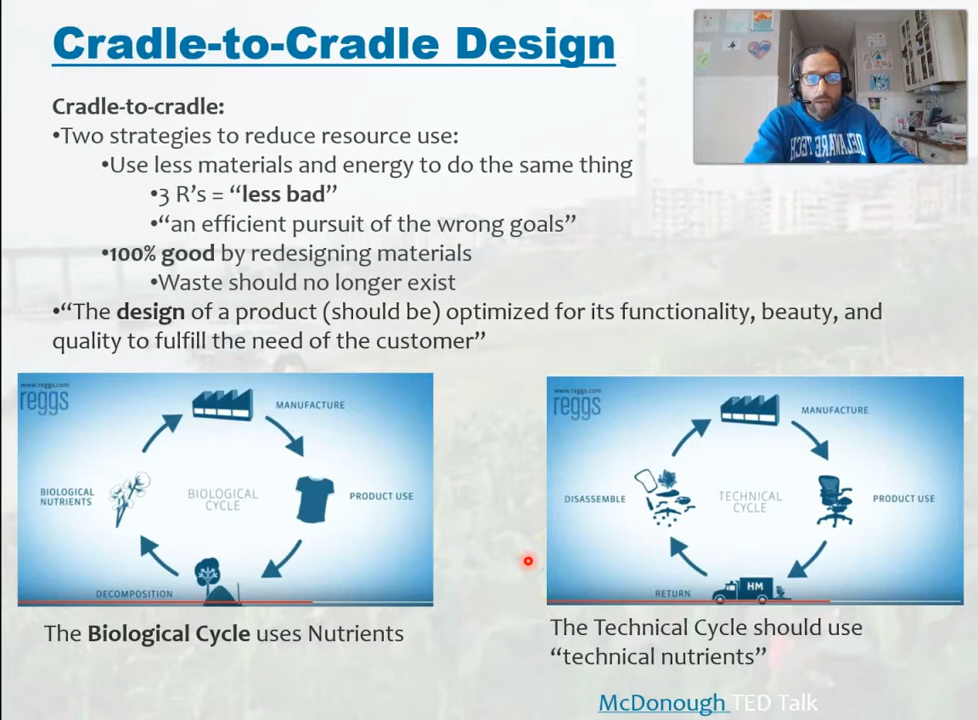 Cradle-to-Cradle Design
DELAWARE TECH
Cradle-to-cradle:
•Two strategies to reduce resource use:
•Use less materials and energy to do the same thing
•3 R's = “less bad”
•“an efficient pursuit of the wrong goals”
•100% good by redesigning materials
•Waste should no longer exist
•“The design of a product (should be) optimized for its functionality, beauty, and
quality to fulfill the need of the customer”
www.reggs.com
reggs
MANUFACTURE
BIOLOGICAL
NUTRIENTS
BIOLOGICAL
CYCLE
PRODUCT USE
DECOMPOSITION
The Biological Cycle uses Nutrients
www.reggs.com
reggs
MANUFACTURE
DISASSEMBLE
TECHNICAL
CYCLE
PRODUCT USE
RETURN
HM
The Technical Cycle should use
“technical nutrients”
McDonough TED Talk